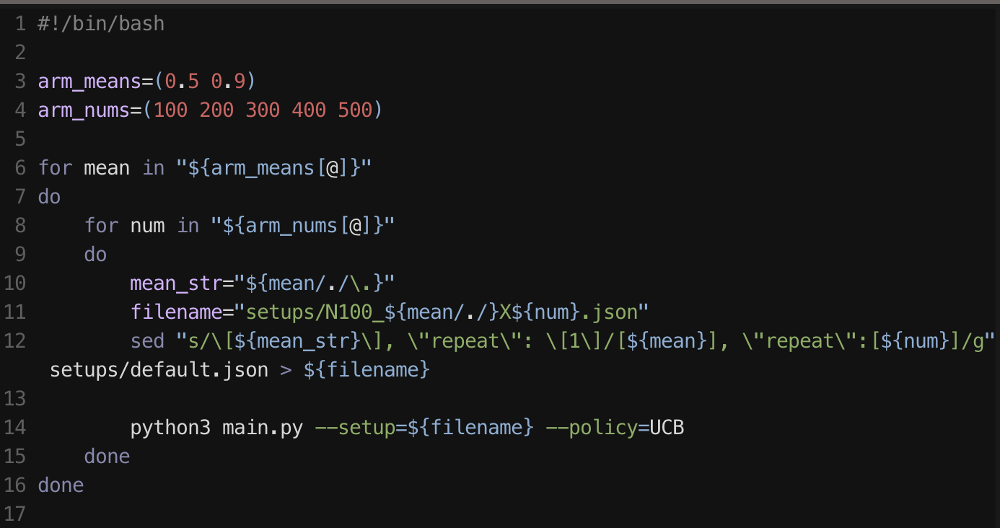 1 #!/bin/bash
2
3 arm_means=(0.5 0.9)
4 arm_nums=(100 200 300 400 500)
5
6 for mean in "${arm_means[@]}"
7 do
8     for num in "${arm_nums[@]}"
9     do
10         mean_str="${mean/./\.}"
11         filename="setups/N100_${mean/./}X${num}.json"
12         sed "s/\[${mean_str}\], \"repeat\": \[1\]/[${mean}], \"repeat\":[${num}]/g"
setups/default.json > ${filename}
13
14         python3 main.py --setup=${filename} --policy=UCB
15     done
16 done
17